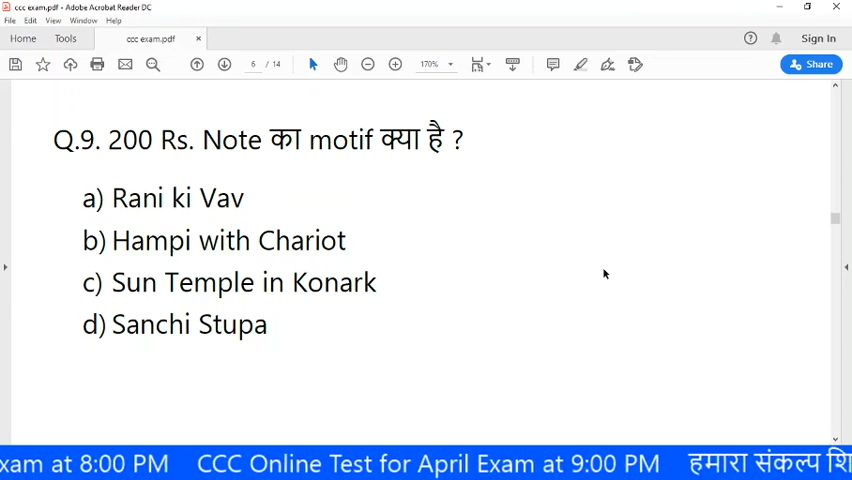 ccc exam.pdf - Adobe Acrobat Reader DC
File Edit View Window Help
Home Tools ccc exam.pdf × Sign In
6 / 14 170% Share
Q.9. 200 Rs. Note का motif क्या है ?
a) Rani ki Vav
b) Hampi with Chariot
c) Sun Temple in Konark
d) Sanchi Stupa
xam at 8:00 PM CCC Online Test for April Exam at 9:00 PM हमारा संकल्प शि